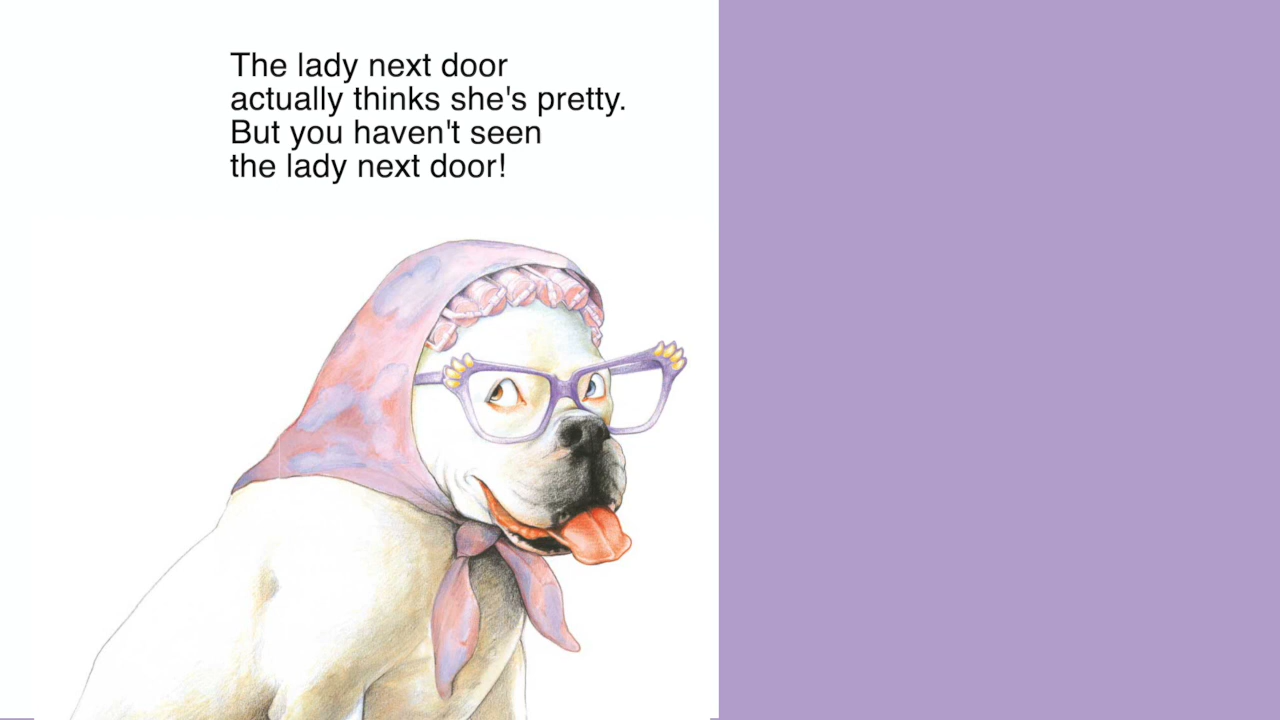 The lady next door
actually thinks she's pretty.
But you haven't seen
the lady next door!